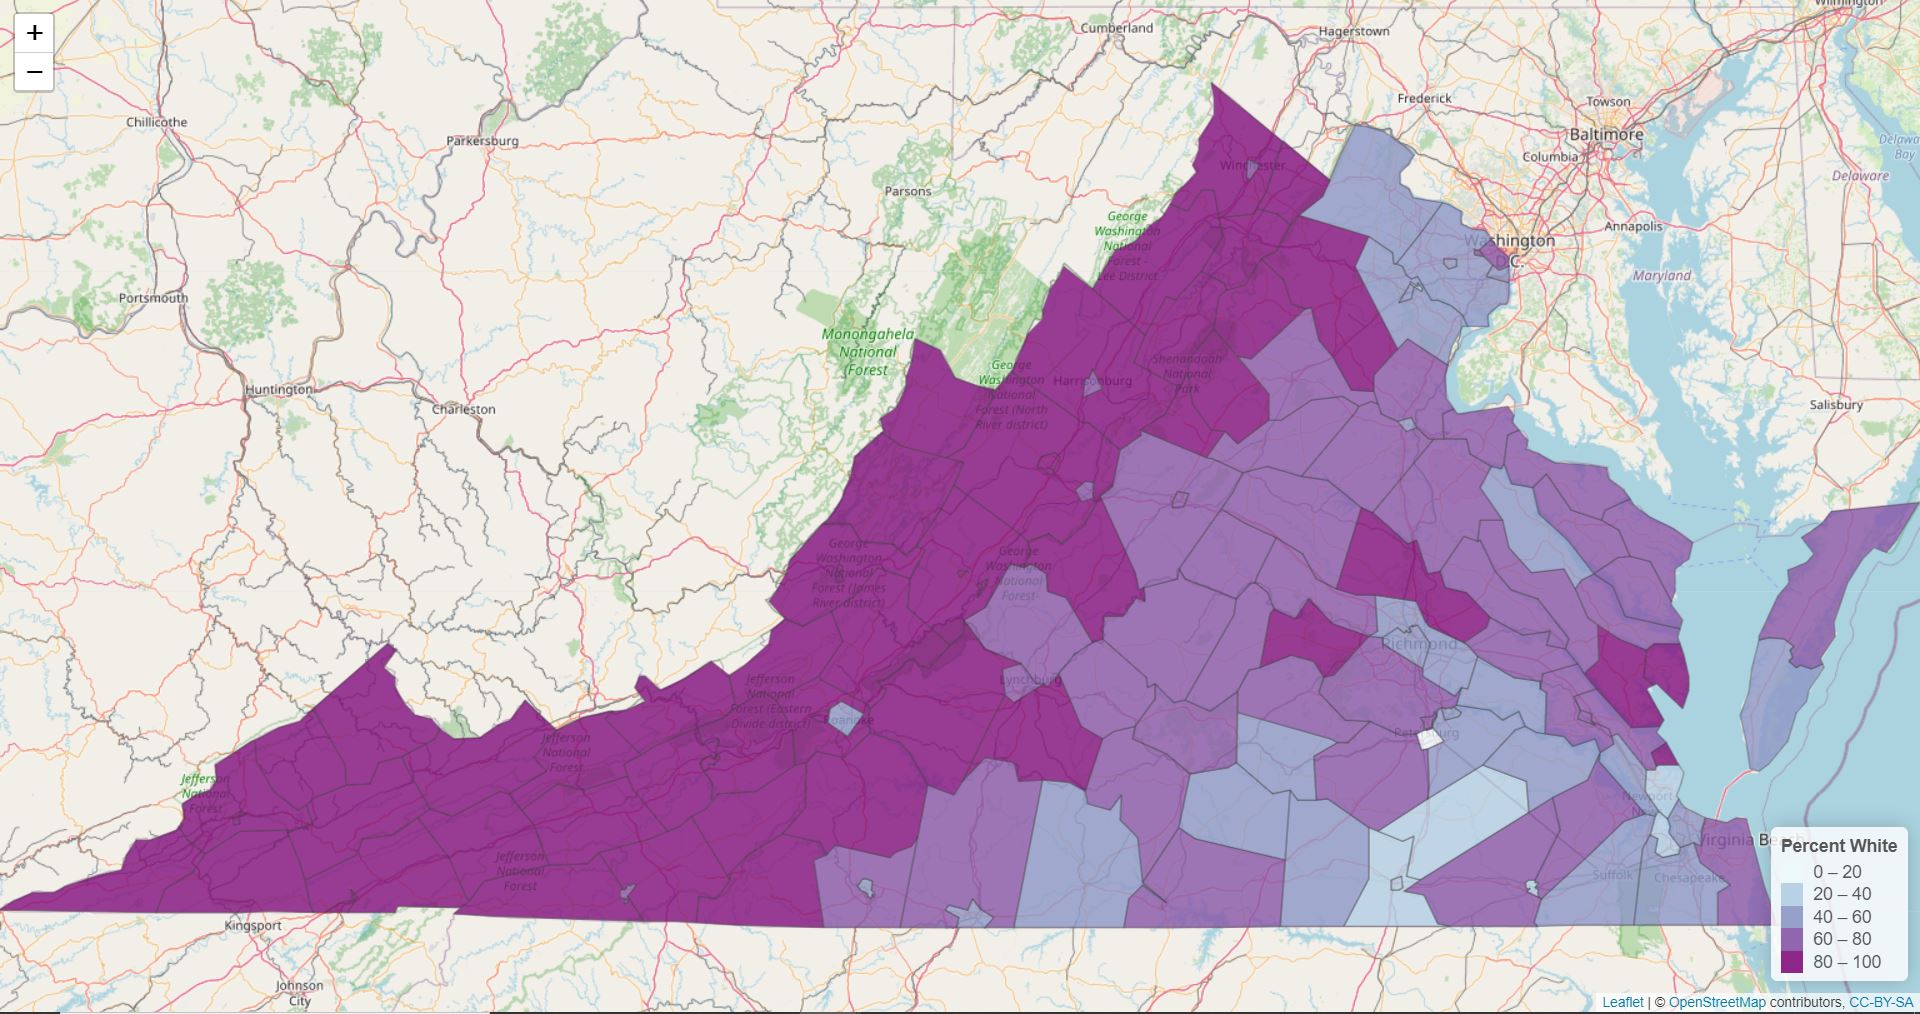 +
−
Cumberland
Hagerstown
Wilmington
Frederick
Towson
Chillicothe
Parkersburg
Baltimore
Columbia
Delaware
Bay
Winchester
Parsons
Delaware
George
Washington
National
Forest -
Lee District
Washington
D.C.
Annapolis
Maryland
Portsmouth
Monongahela
National
(Forest
George
Washington
National
Forest (North
River district)
Harrisonburg
Shenandoah
National
Park
Huntington
Charleston
Salisbury
George
Washington
National
Forest (James
River district)
George
Washington
National
Forest
Richmond
Lynchburg
Jefferson
National
Forest (Eastern
Divide district)
Roanoke
Petersburg
Jefferson
National
Forest
Jefferson
National
Forest
Newport
Virginia Beach
Jefferson
National
Forest
Suffolk
Chesapeake
Kingsport
Johnson
City
Percent White
0 – 20
20 – 40
40 – 60
60 – 80
80 – 100
Leaflet | © OpenStreetMap contributors, CC-BY-SA